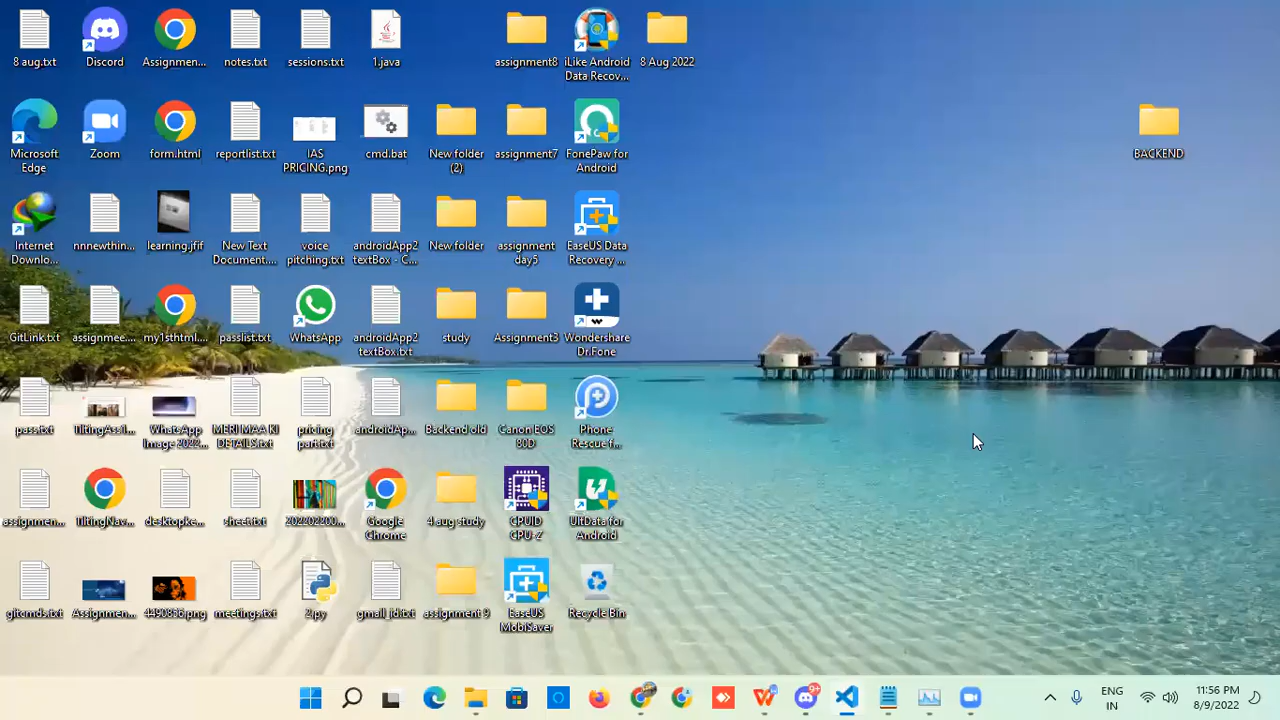 8 aug.txt
Discord
Assignmen...
notes.txt
sessions.txt
1.java
assignment8
iLike Android
Data Recov...
8 Aug 2022
Microsoft
Edge
Zoom
form.html
reportlist.txt
IAS
PRICING.png
cmd.bat
New folder
(2)
assignment7
FonePaw for
Android
BACKEND
Internet
Downlo...
nnnewthin...
learning.jfif
New Text
Document....
voice
pitching.txt
androidApp2
textBox - C...
New folder
assignment
day5
EaseUS Data
Recovery ...
GitLink.txt
assignmee....
my1sthtml....
passlist.txt
WhatsApp
androidApp2
textBox.txt
study
Assignment3
Wondershare
Dr.Fone
pass.txt
TiltingAssi1...
WhatsApp
Image 2022...
MERI MAA KI
DETAILS.txt
pricing
part.txt
androidAp...
Backend old
Canon EOS
80D
Phone
Rescue f...
assignmen...
TiltingNav...
desktopke...
sheet.txt
202202200...
Google
Chrome
4 aug study
CPUID
CPU-Z
UltData for
Android
gitcmds.txt
Assignmen...
4490836.png
meetings.txt
2.py
gmail_id.txt
assignment 9
EaseUS
MobiSaver
Recycle Bin
9+
ENG
IN
11:56 PM
8/9/2022